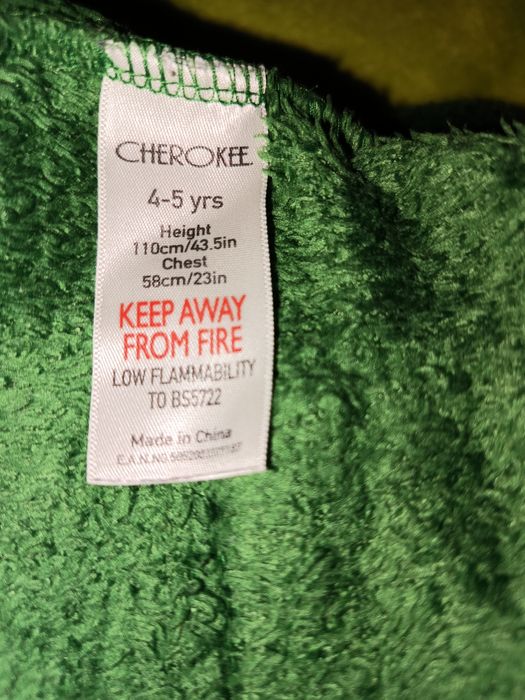 CHEROKEE
4-5 yrs
Height
110cm/43.5in
Chest
58cm/23in
KEEP AWAY
FROM FIRE
LOW FLAMMABILITY
TO BS5722
Made in China
E.A.N.NO